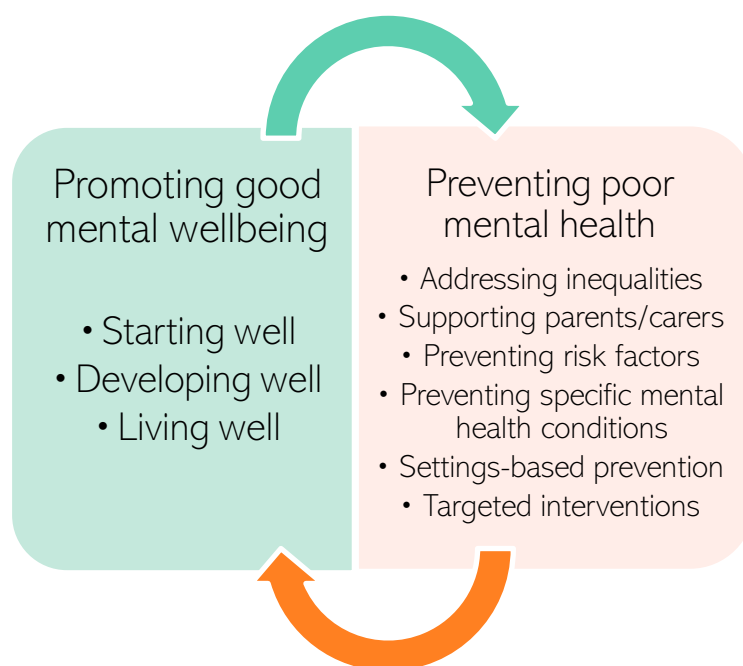 Promoting good
mental wellbeing
• Starting well
• Developing well
• Living well
Preventing poor
mental health
• Addressing inequalities
• Supporting parents/carers
• Preventing risk factors
• Preventing specific mental
health conditions
• Settings-based prevention
• Targeted interventions